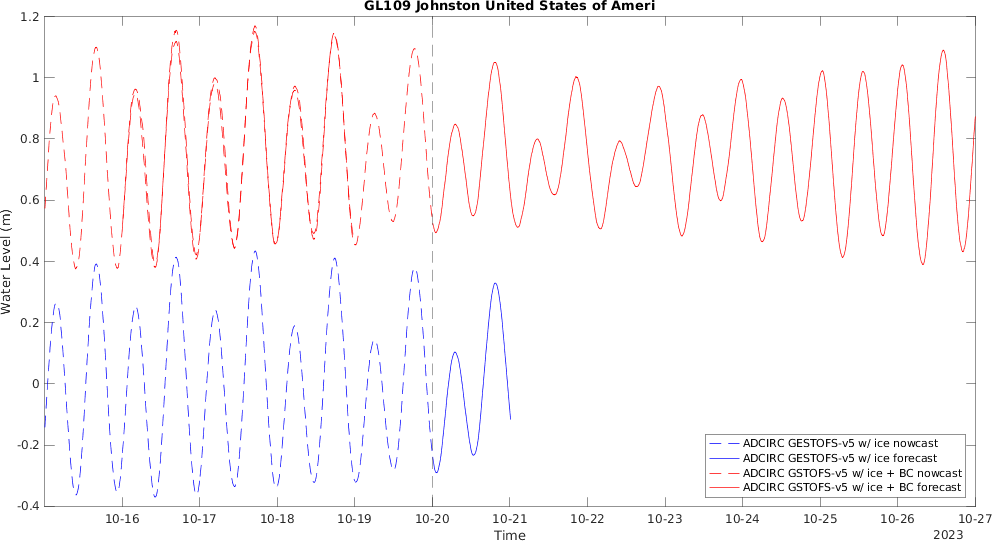 GL109 Johnston United States of Ameri
1.2
1
0.8
0.6
0.4
0.2
0
-0.2
-0.4
Water Level (m)
ADCIRC GESTOFS-v5 w/ ice nowcast
ADCIRC GESTOFS-v5 w/ ice forecast
ADCIRC GSTOFS-v5 w/ ice + BC nowcast
ADCIRC GSTOFS-v5 w/ ice + BC forecast
10-16 10-17 10-18 10-19 10-20 10-21 10-22 10-23 10-24 10-25 10-26 10-27
Time
2023